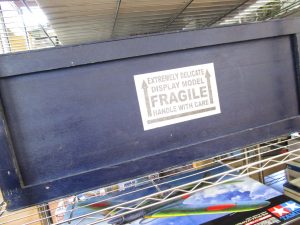 EXTREMELY DELICATE
DISPLAY MODEL
FRAGILE
HANDLE WITH CARE